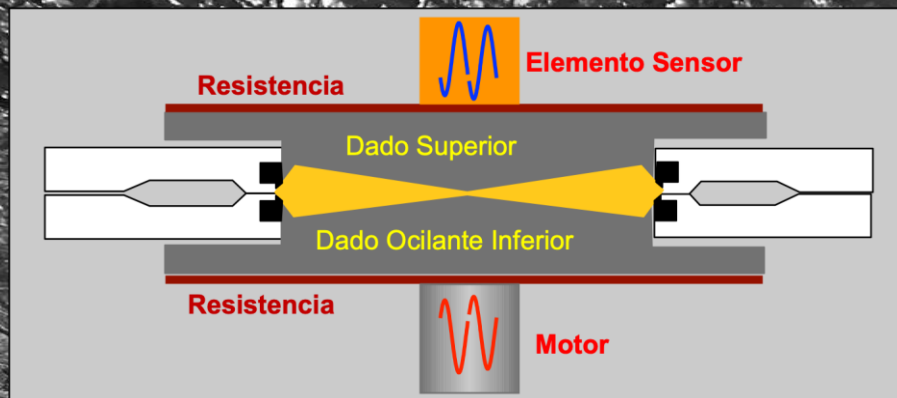 Elemento Sensor
Resistencia
Dado Superior
Dado Ocilante Inferior
Resistencia
Motor